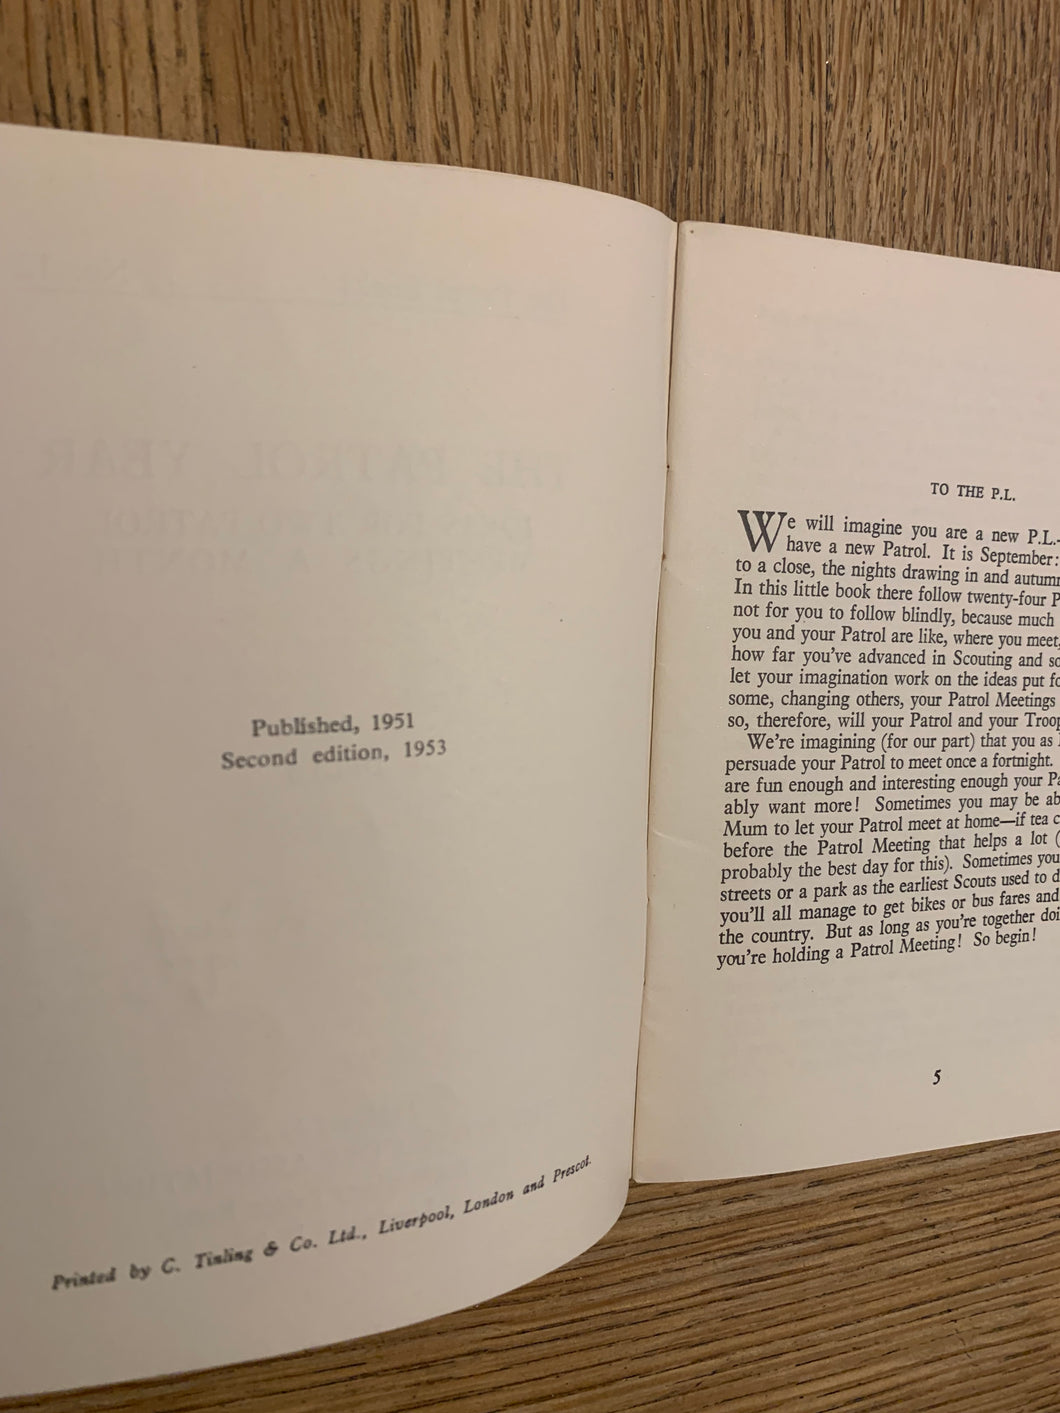 Published, 1951
Second edition, 1953
Printed by C. Tinling & Co. Ltd., Liverpool, London and Prescot.
TO THE P.L.
We will imagine you are a new P.L.—
have a new Patrol. It is September:
to a close, the nights drawing in and autumn
In this little book there follow twenty-four P
not for you to follow blindly, because much
you and your Patrol are like, where you meet,
how far you've advanced in Scouting and so
let your imagination work on the ideas put fo
some, changing others, your Patrol Meetings
so, therefore, will your Patrol and your Troop
We're imagining (for our part) that you as
persuade your Patrol to meet once a fortnight.
are fun enough and interesting enough your Pa
ably want more! Sometimes you may be ab
Mum to let your Patrol meet at home—if tea c
before the Patrol Meeting that helps a lot (
probably the best day for this). Sometimes you
streets or a park as the earliest Scouts used to d
you'll all manage to get bikes or bus fares and
the country. But as long as you're together doi
you're holding a Patrol Meeting! So begin!
5